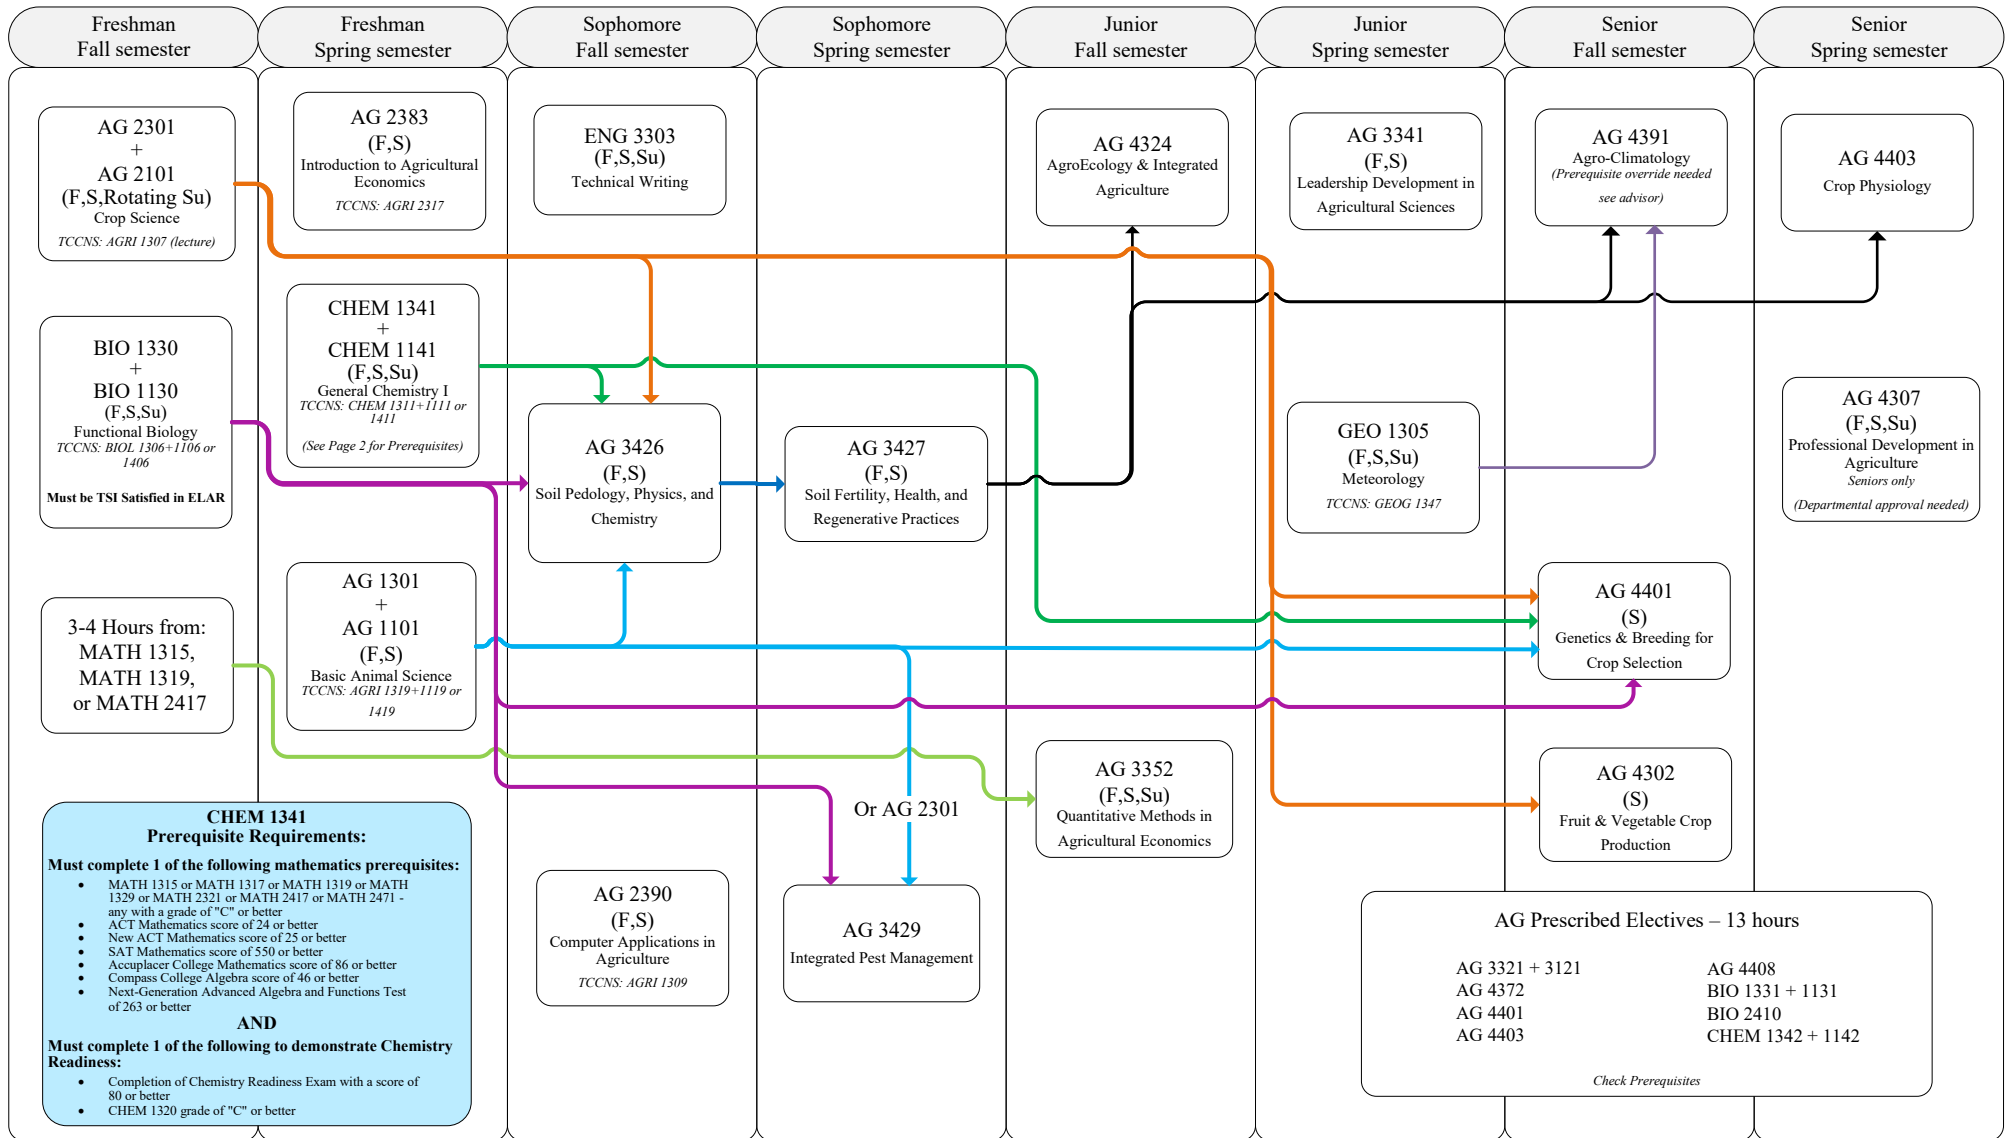 Freshman
Fall semester
Freshman
Spring semester
Sophomore
Fall semester
Sophomore
Spring semester
Junior
Fall semester
Junior
Spring semester
Senior
Fall semester
Senior
Spring semester
AG 2301
+
AG 2101
(F,S,Rotating Su)
Crop Science
TCCNS: AGRI 1307 (lecture)
BIO 1330
+
BIO 1130
(F,S,Su)
Functional Biology
TCCNS: BIOL 1306+1106 or
1406
Must be TSI Satisfied in ELAR
3-4 Hours from:
MATH 1315,
MATH 1319,
or MATH 2417
AG 2383
(F,S)
Introduction to Agricultural
Economics
TCCNS: AGRI 2317
CHEM 1341
+
CHEM 1141
(F,S,Su)
General Chemistry I
TCCNS: CHEM 1311+1111 or
1411
(See Page 2 for Prerequisites)
AG 1301
+
AG 1101
(F,S)
Basic Animal Science
TCCNS: AGRI 1319+1119 or
1419
CHEM 1341
Prerequisite Requirements:
Must complete 1 of the following mathematics prerequisites:
• MATH 1315 or MATH 1317 or MATH 1319 or MATH
1329 or MATH 2321 or MATH 2417 or MATH 2471 -
any with a grade of "C" or better
• ACT Mathematics score of 24 or better
• New ACT Mathematics score of 25 or better
• SAT Mathematics score of 550 or better
• Accuplacer College Mathematics score of 86 or better
• Compass College Algebra score of 46 or better
• Next-Generation Advanced Algebra and Functions Test
of 263 or better
AND
Must complete 1 of the following to demonstrate Chemistry
Readiness:
• Completion of Chemistry Readiness Exam with a score of
80 or better
• CHEM 1320 grade of "C" or better
ENG 3303
(F,S,Su)
Technical Writing
AG 3426
(F,S)
Soil Pedology, Physics, and
Chemistry
AG 2390
(F,S)
Computer Applications in
Agriculture
TCCNS: AGRI 1309
AG 3427
(F,S)
Soil Fertility, Health, and
Regenerative Practices
Or AG 2301
AG 3429
Integrated Pest Management
AG 4324
AgroEcology & Integrated
Agriculture
AG 3352
(F,S,Su)
Quantitative Methods in
Agricultural Economics
AG 3341
(F,S)
Leadership Development in
Agricultural Sciences
GEO 1305
(F,S,Su)
Meteorology
TCCNS: GEOG 1347
AG 4391
Agro-Climatology
(Prerequisite override needed
see advisor)
AG 4401
(S)
Genetics & Breeding for
Crop Selection
AG 4302
(S)
Fruit & Vegetable Crop
Production
AG 4403
Crop Physiology
AG 4307
(F,S,Su)
Professional Development in
Agriculture
Seniors only
(Departmental approval needed)
AG Prescribed Electives – 13 hours
AG 3321 + 3121
AG 4372
AG 4401
AG 4403
AG 4408
BIO 1331 + 1131
BIO 2410
CHEM 1342 + 1142
Check Prerequisites